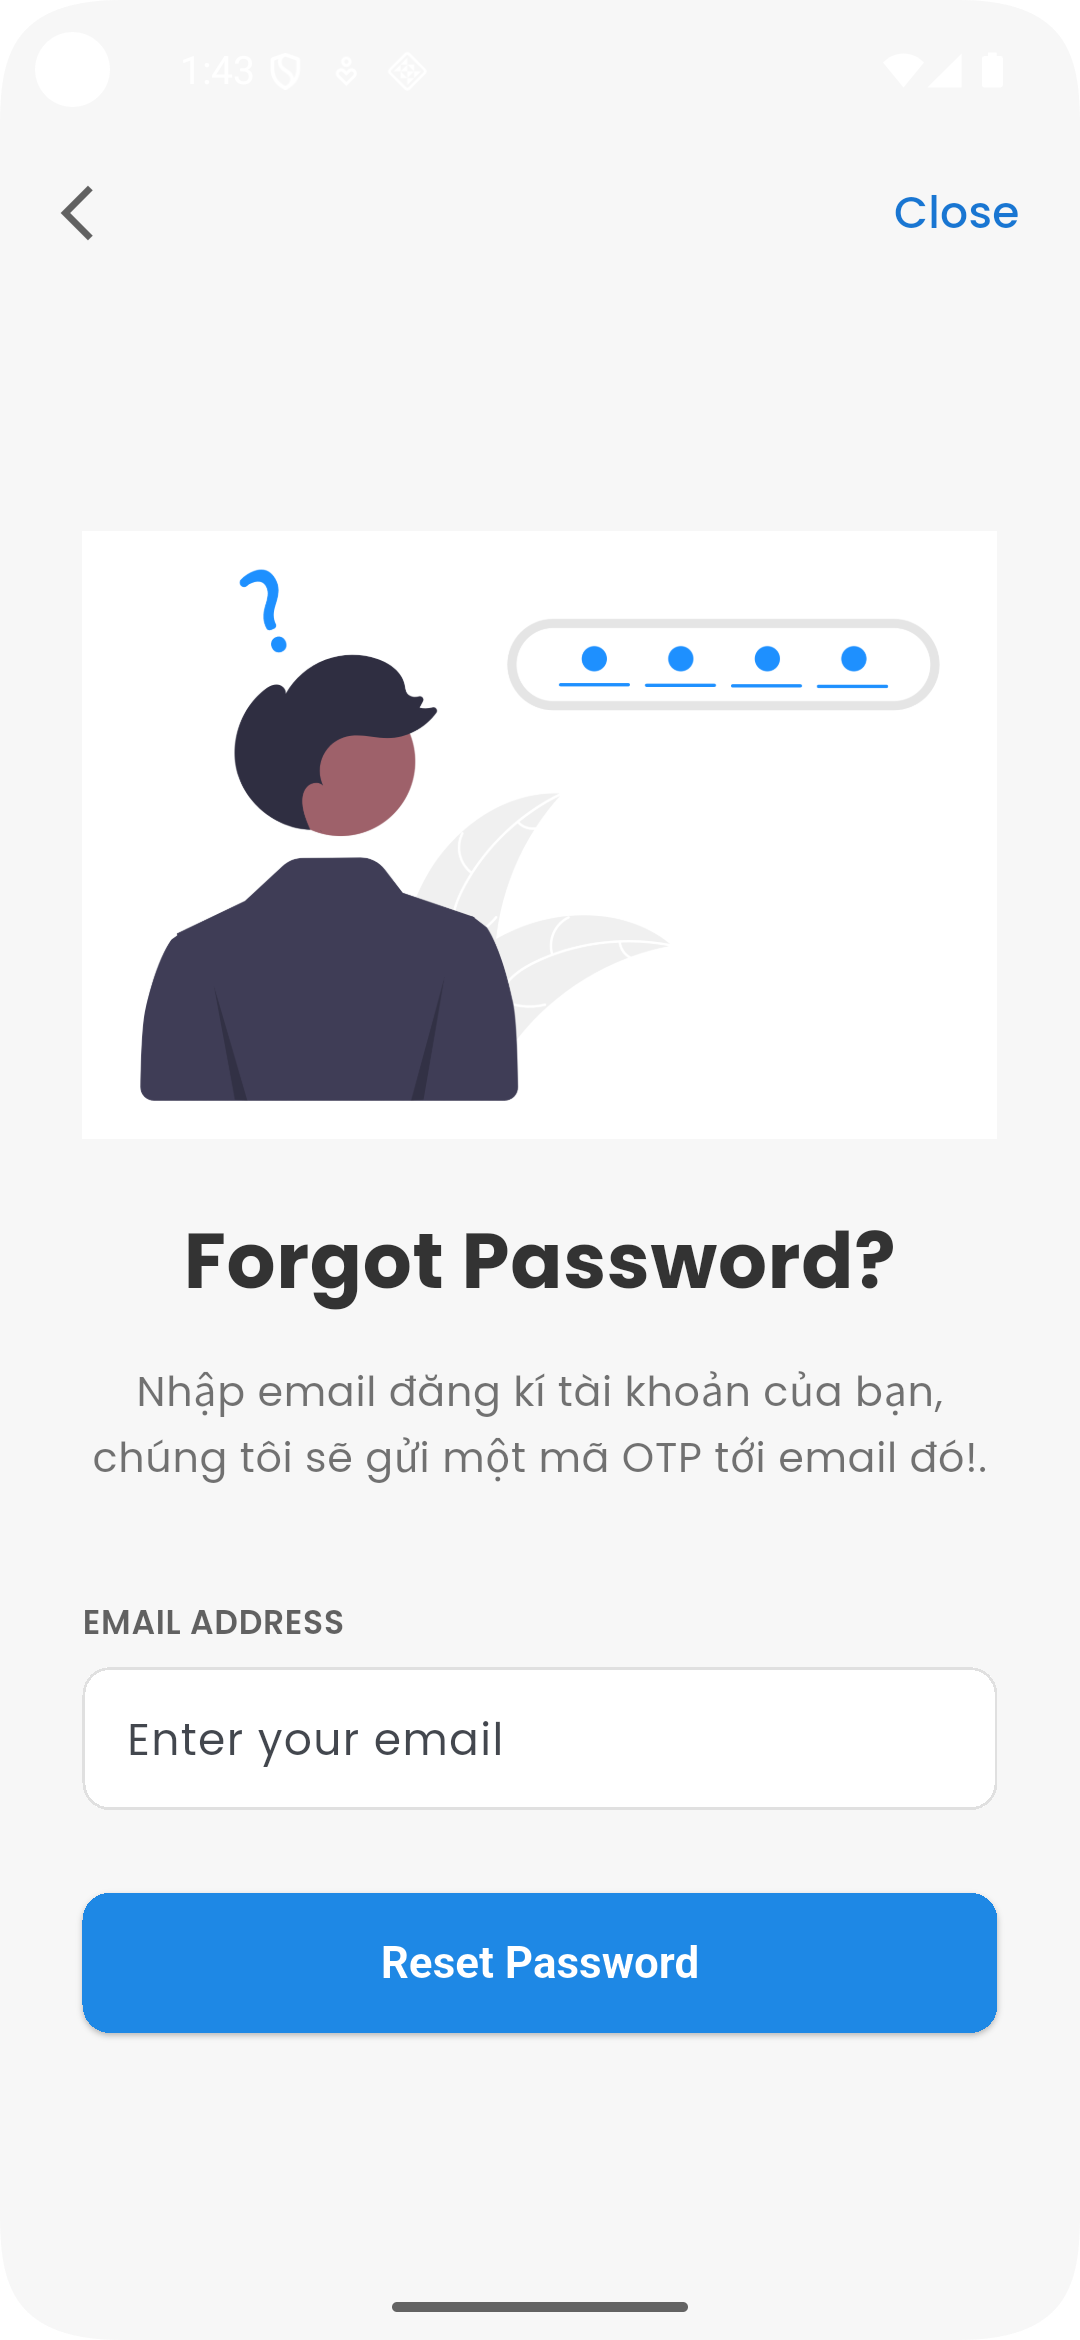 1:43
Close
?
Forgot Password?
Nhập email đăng kí tài khoản của bạn,
chúng tôi sẽ gửi một mã OTP tới email đó!.
EMAIL ADDRESS
Enter your email
Reset Password